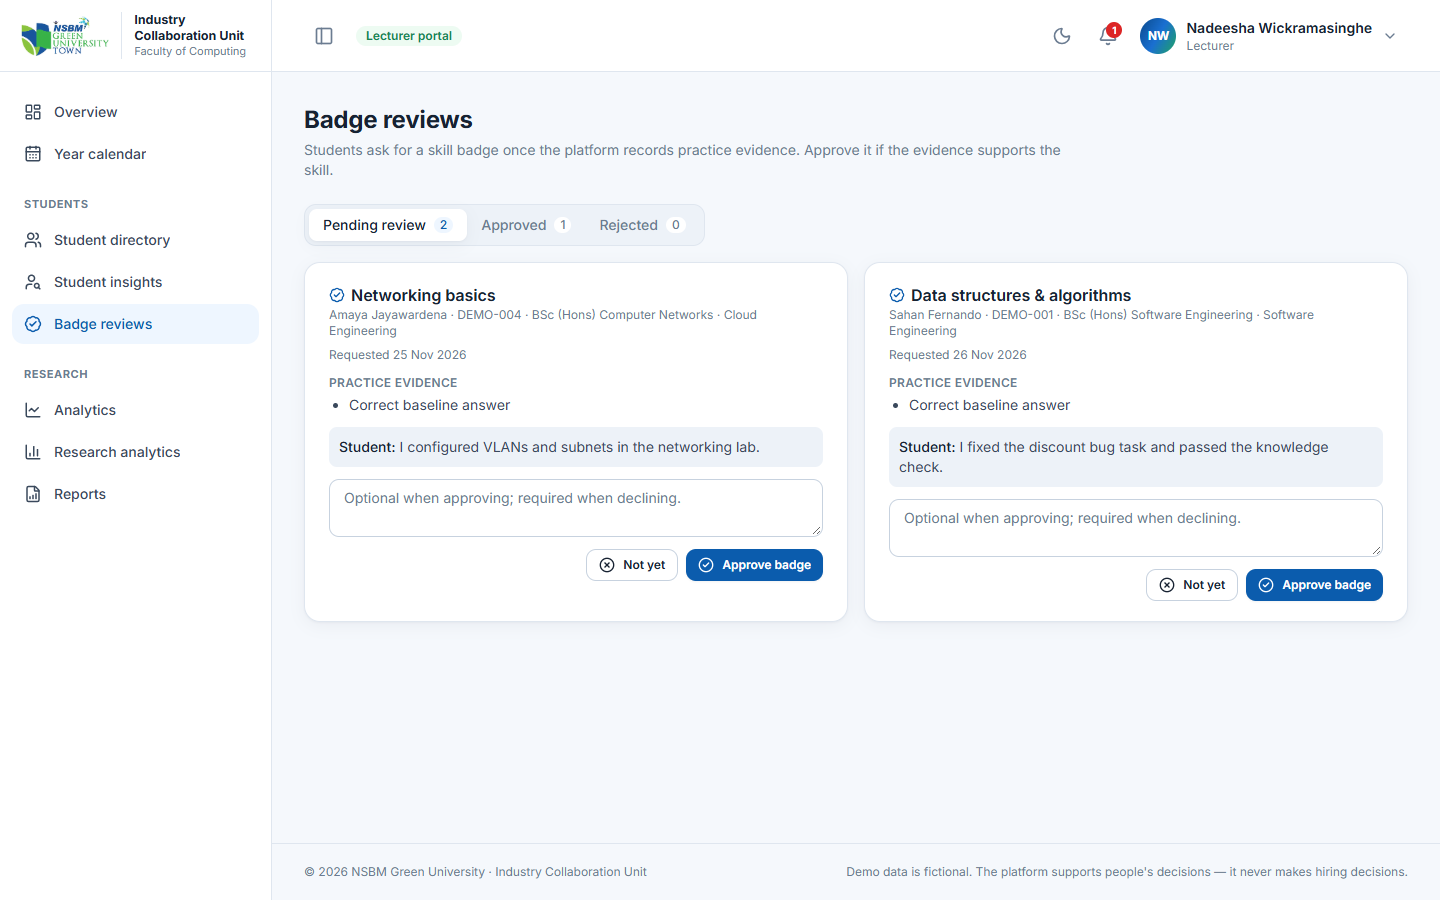 NSBM
GREEN
UNIVERSITY
TOWN
Industry
Collaboration Unit
Faculty of Computing
Lecturer portal
1
NW
Nadeesha Wickramasinghe
Lecturer
Overview
Year calendar
STUDENTS
Student directory
Student insights
Badge reviews
RESEARCH
Analytics
Research analytics
Reports
Badge reviews
Students ask for a skill badge once the platform records practice evidence. Approve it if the evidence supports the
skill.
Pending review 2
Approved 1
Rejected 0
Networking basics
Amaya Jayawardena · DEMO-004 · BSc (Hons) Computer Networks · Cloud
Engineering
Requested 25 Nov 2026
PRACTICE EVIDENCE
• Correct baseline answer
Student: I configured VLANs and subnets in the networking lab.
Optional when approving; required when declining.
Not yet
Approve badge
Data structures & algorithms
Sahan Fernando · DEMO-001 · BSc (Hons) Software Engineering · Software
Engineering
Requested 26 Nov 2026
PRACTICE EVIDENCE
• Correct baseline answer
Student: I fixed the discount bug task and passed the knowledge
check.
Optional when approving; required when declining.
Not yet
Approve badge
© 2026 NSBM Green University · Industry Collaboration Unit
Demo data is fictional. The platform supports people's decisions — it never makes hiring decisions.